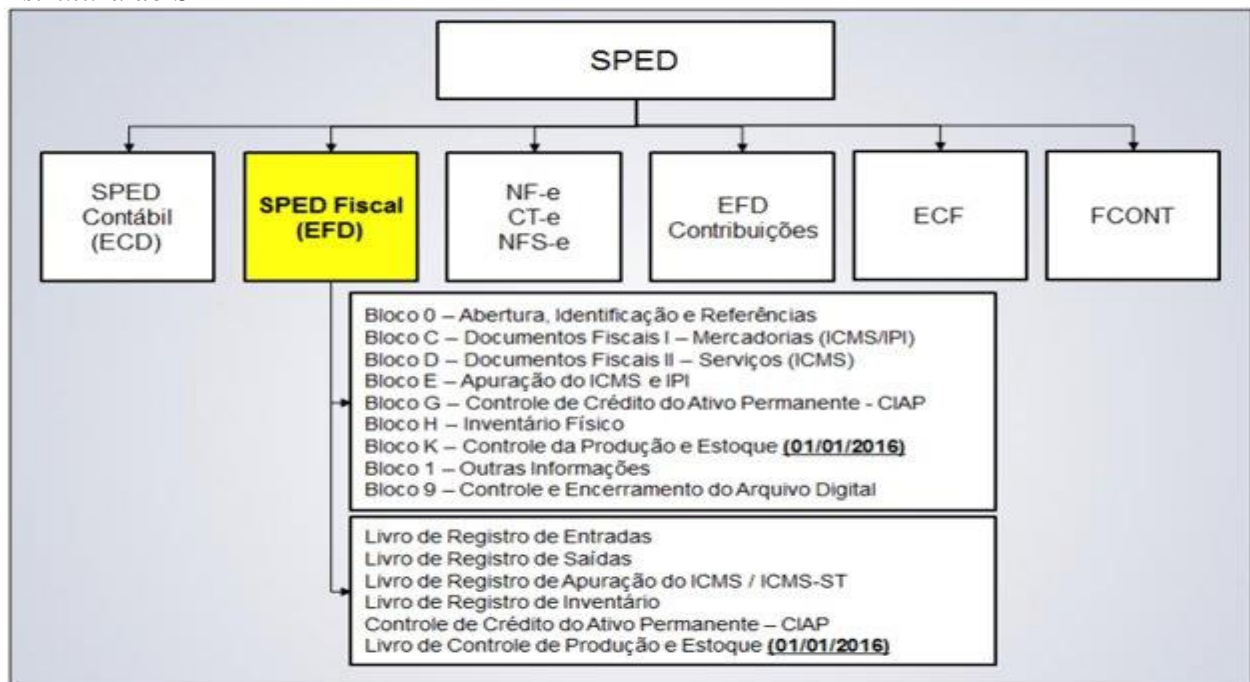 SPED
SPED
Contábil
(ECD)
SPED Fiscal
(EFD)
NF-e
CT-e
NFS-e
EFD
Contribuições
ECF
FCONT
Bloco 0 – Abertura, Identificação e Referências
Bloco C – Documentos Fiscais I – Mercadorias (ICMS/IPI)
Bloco D – Documentos Fiscais II – Serviços (ICMS)
Bloco E – Apuração do ICMS e IPI
Bloco G – Controle de Crédito do Ativo Permanente - CIAP
Bloco H – Inventário Físico
Bloco K – Controle da Produção e Estoque (01/01/2016)
Bloco 1 – Outras Informações
Bloco 9 – Controle e Encerramento do Arquivo Digital
Livro de Registro de Entradas
Livro de Registro de Saídas
Livro de Registro de Apuração do ICMS / ICMS-ST
Livro de Registro de Inventário
Controle de Crédito do Ativo Permanente – CIAP
Livro de Controle de Produção e Estoque (01/01/2016)